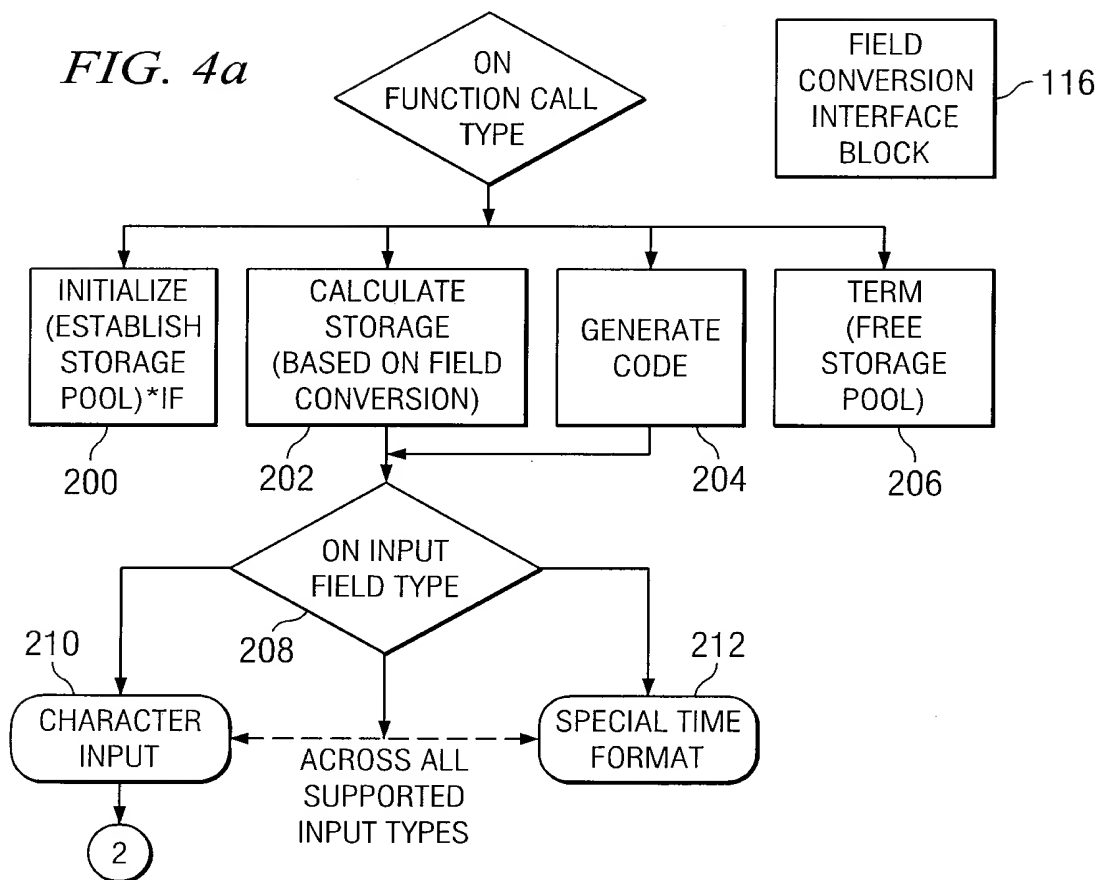 FIG. 4a
ON
FUNCTION CALL
TYPE
FIELD
CONVERSION
INTERFACE
BLOCK
116
INITIALIZE
(ESTABLISH
STORAGE
POOL)*IF
200
CALCULATE
STORAGE
(BASED ON FIELD
CONVERSION)
202
GENERATE
CODE
204
TERM
(FREE
STORAGE
POOL)
206
ON INPUT
FIELD TYPE
208
210
CHARACTER
INPUT
ACROSS ALL
SUPPORTED
INPUT TYPES
212
SPECIAL TIME
FORMAT
2